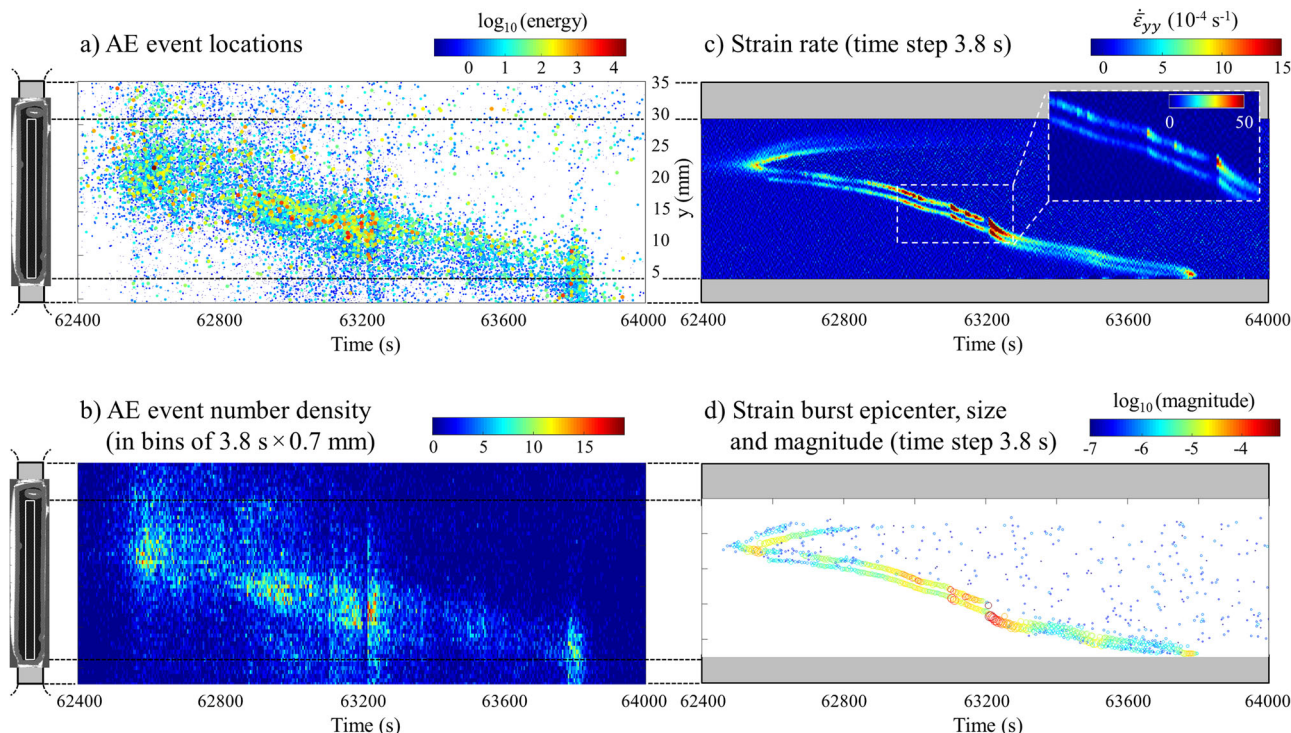 a) AE event locations
log10 (energy)
0 1 2 3 4
35
30
25
20
15
10
5
y (mm)
62400 62800 63200 63600 64000
Time (s)
c) Strain rate (time step 3.8 s)
ε̇yy (10-4 s-1)
0 5 10 15
0 50
62400 62800 63200 63600 64000
Time (s)
b) AE event number density
(in bins of 3.8 s × 0.7 mm)
0 5 10 15
62400 62800 63200 63600 64000
Time (s)
d) Strain burst epicenter, size
and magnitude (time step 3.8 s)
log10 (magnitude)
-7 -6 -5 -4
62400 62800 63200 63600 64000
Time (s)